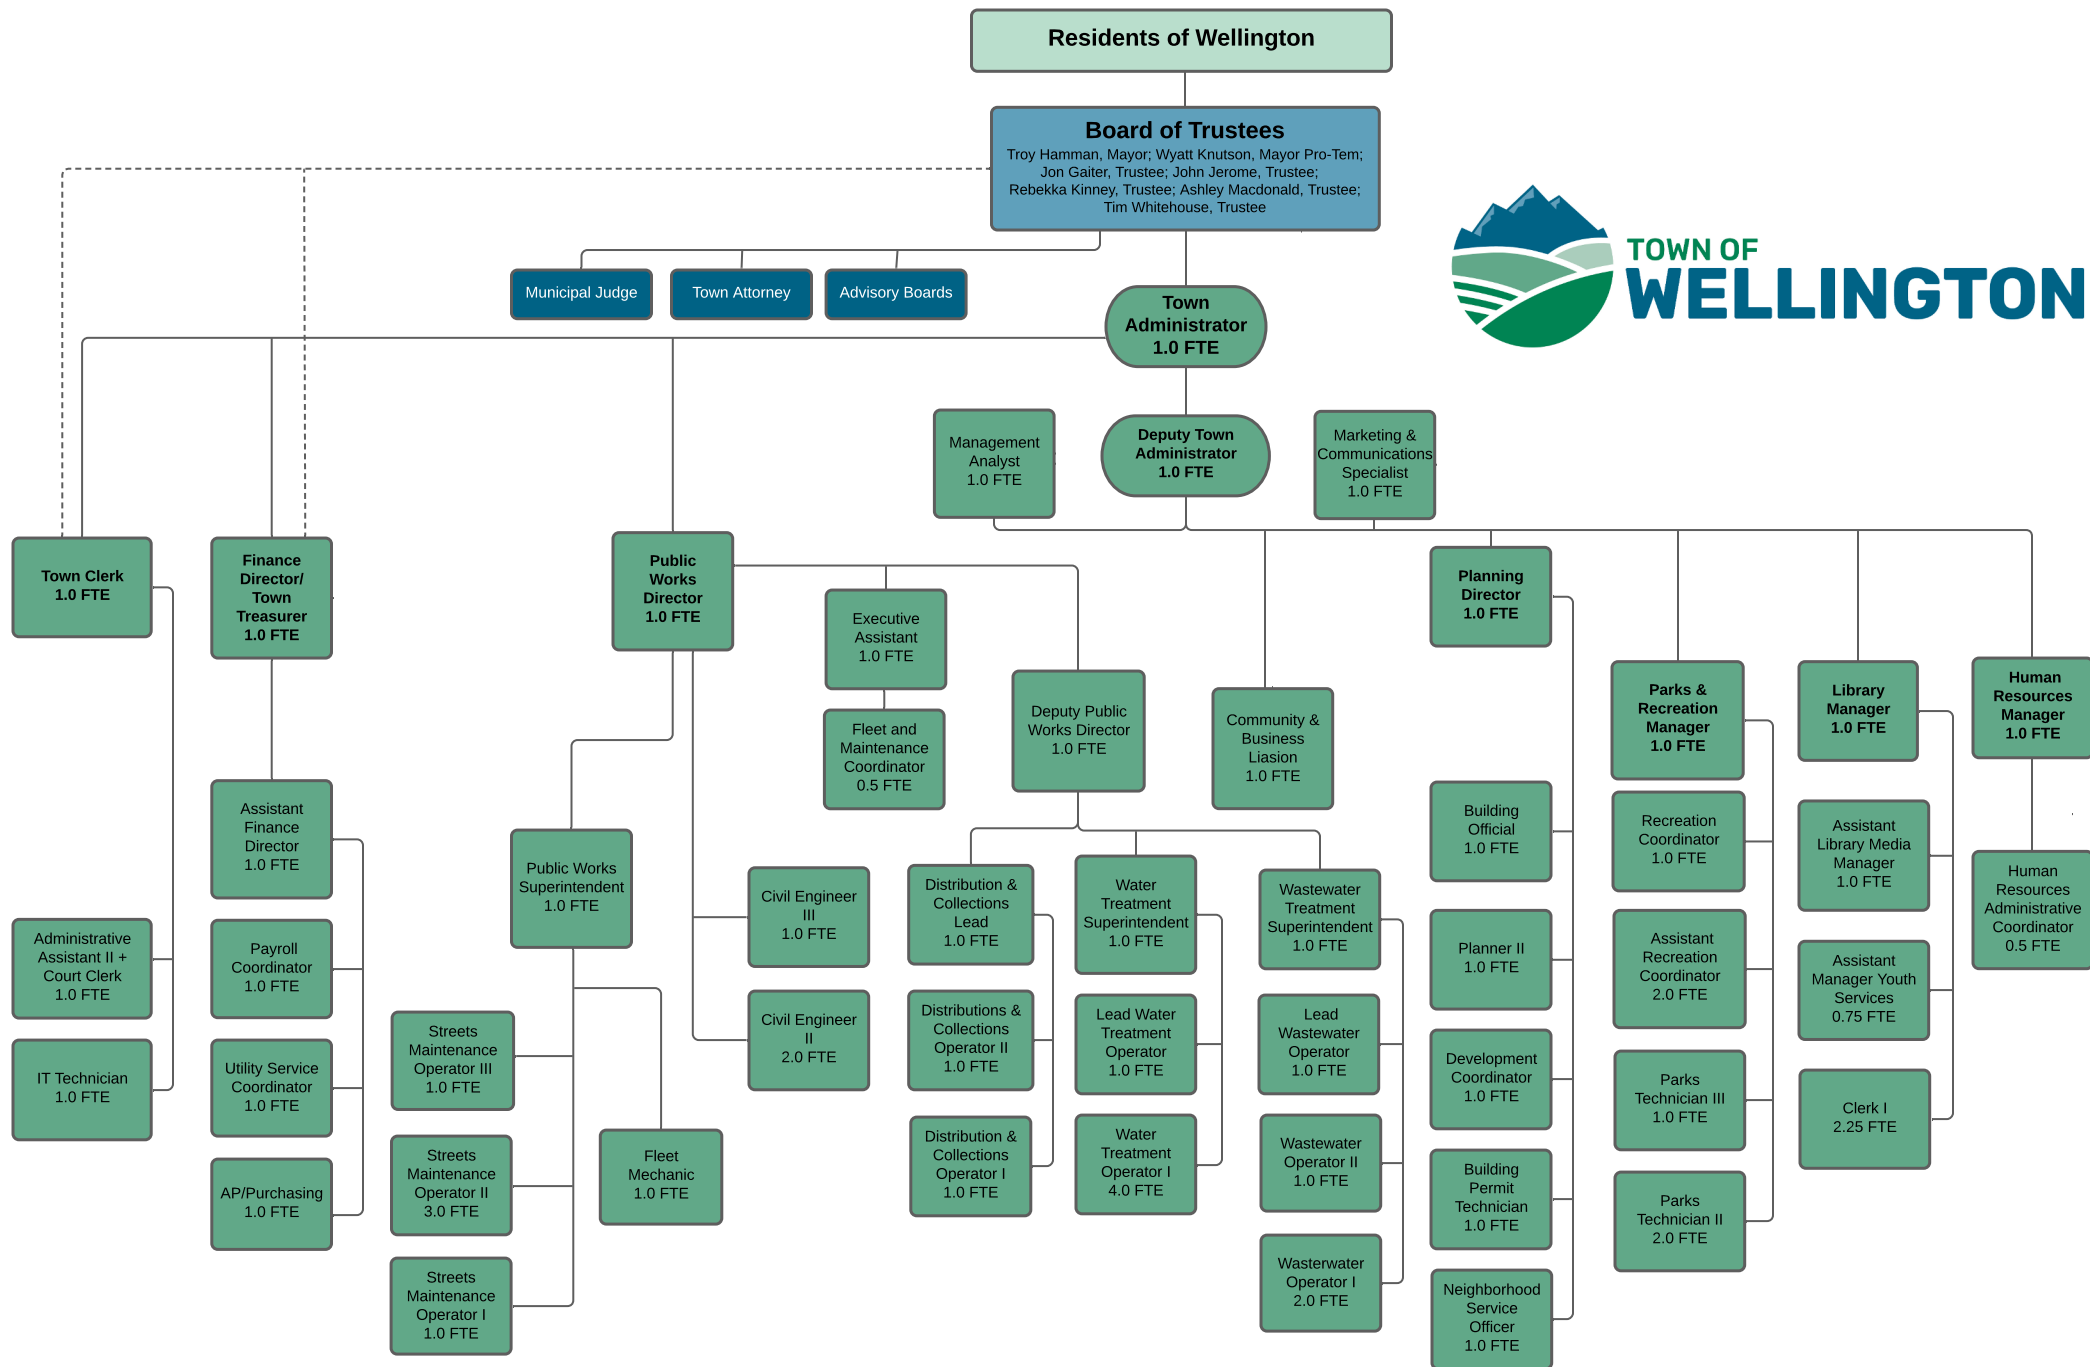 Residents of Wellington
Board of Trustees
Troy Hamman, Mayor; Wyatt Knutson, Mayor Pro-Tem;
Jon Gaiter, Trustee; John Jerome, Trustee;
Rebekka Kinney, Trustee; Ashley Macdonald, Trustee;
Tim Whitehouse, Trustee
TOWN OF
WELLINGTON
Municipal Judge
Town Attorney
Advisory Boards
Town
Administrator
1.0 FTE
Management
Analyst
1.0 FTE
Deputy Town
Administrator
1.0 FTE
Marketing &
Communications
Specialist
1.0 FTE
Town Clerk
1.0 FTE
Finance
Director/
Town
Treasurer
1.0 FTE
Public
Works
Director
1.0 FTE
Executive
Assistant
1.0 FTE
Fleet and
Maintenance
Coordinator
0.5 FTE
Deputy Public
Works Director
1.0 FTE
Community &
Business
Liasion
1.0 FTE
Planning
Director
1.0 FTE
Parks &
Recreation
Manager
1.0 FTE
Library
Manager
1.0 FTE
Human
Resources
Manager
1.0 FTE
Administrative
Assistant II +
Court Clerk
1.0 FTE
IT Technician
1.0 FTE
Assistant
Finance
Director
1.0 FTE
Payroll
Coordinator
1.0 FTE
Utility Service
Coordinator
1.0 FTE
AP/Purchasing
1.0 FTE
Public Works
Superintendent
1.0 FTE
Streets
Maintenance
Operator III
1.0 FTE
Streets
Maintenance
Operator II
3.0 FTE
Streets
Maintenance
Operator I
1.0 FTE
Fleet
Mechanic
1.0 FTE
Civil Engineer
III
1.0 FTE
Civil Engineer
II
2.0 FTE
Distribution &
Collections
Lead
1.0 FTE
Distributions &
Collections
Operator II
1.0 FTE
Distribution &
Collections
Operator I
1.0 FTE
Water
Treatment
Superintendent
1.0 FTE
Lead Water
Treatment
Operator
1.0 FTE
Water
Treatment
Operator I
4.0 FTE
Wastewater
Treatment
Superintendent
1.0 FTE
Lead
Wastewater
Operator
1.0 FTE
Wastewater
Operator II
1.0 FTE
Wasterwater
Operator I
2.0 FTE
Building
Official
1.0 FTE
Planner II
1.0 FTE
Development
Coordinator
1.0 FTE
Building
Permit
Technician
1.0 FTE
Neighborhood
Service
Officer
1.0 FTE
Recreation
Coordinator
1.0 FTE
Assistant
Recreation
Coordinator
2.0 FTE
Parks
Technician III
1.0 FTE
Parks
Technician II
2.0 FTE
Assistant
Library Media
Manager
1.0 FTE
Assistant
Manager Youth
Services
0.75 FTE
Clerk I
2.25 FTE
Human
Resources
Administrative
Coordinator
0.5 FTE